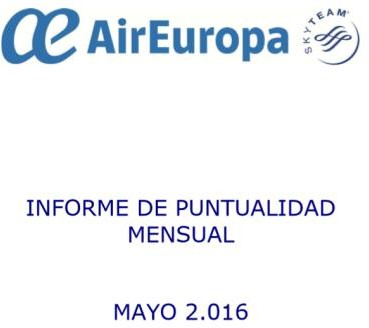 AirEuropa
SKYTEAM
INFORME DE PUNTUALIDAD
MENSUAL
MAYO 2.016